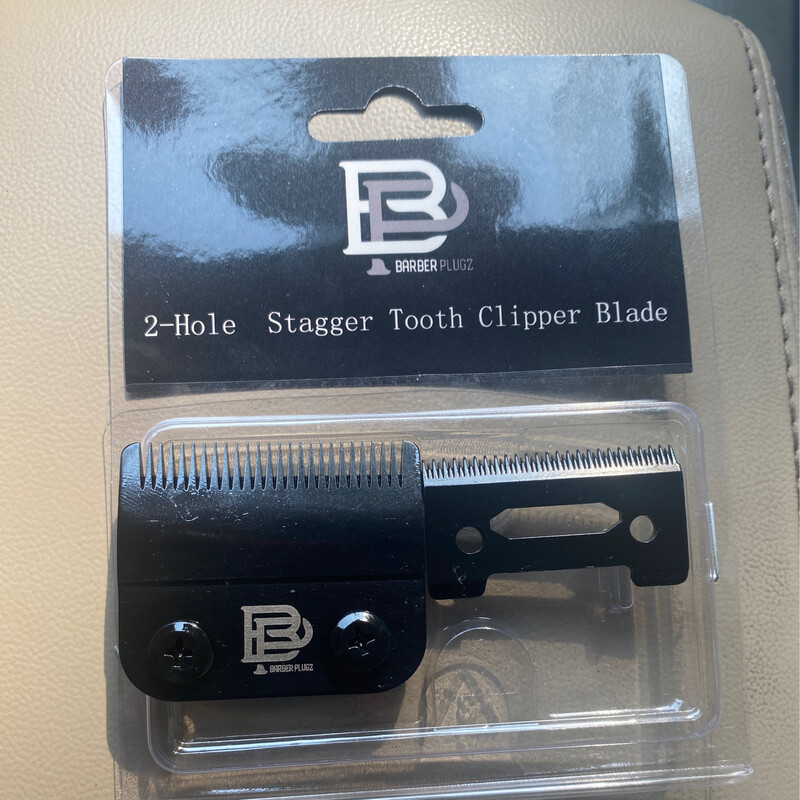 BP
BARBER PLUGZ
2-Hole Stagger Tooth Clipper Blade
BP
BARBER PLUGZ